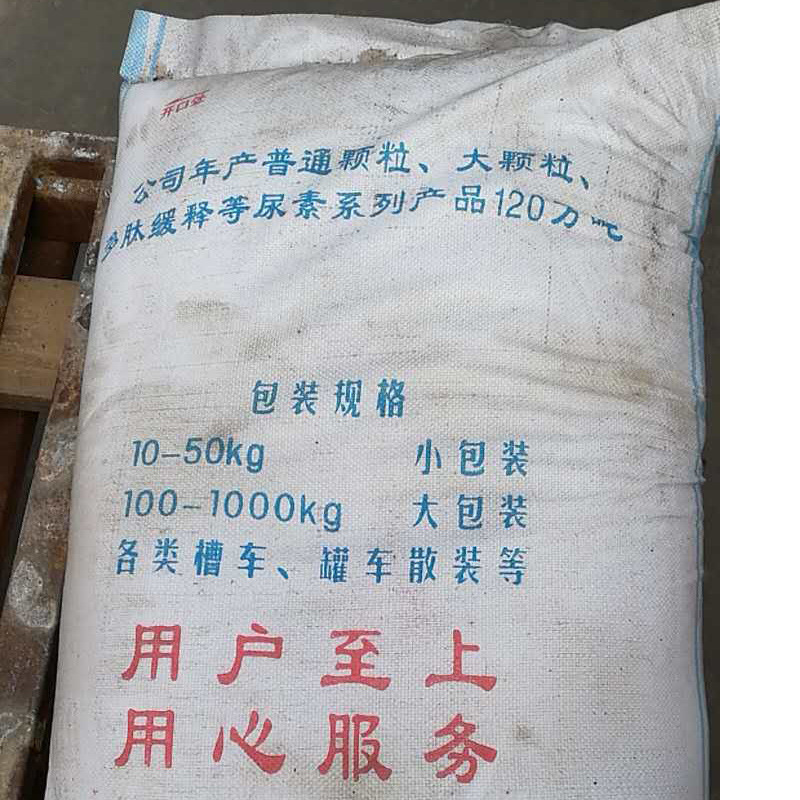 开口处
公司年产普通颗粒、大颗粒、
多肽缓释等尿素系列产品120万吨
包装规格
10-50kg 小包装
100-1000kg 大包装
各类槽车、罐车散装等
用户至上
用心服务